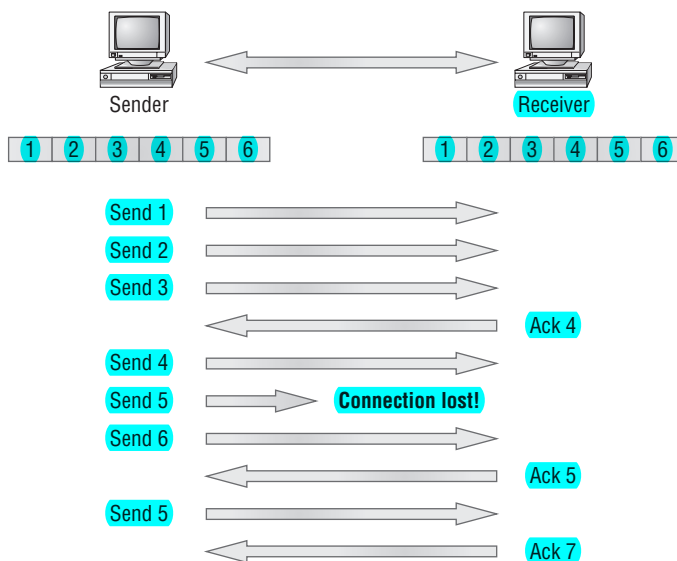 Sender Receiver
1 2 3 4 5 6 1 2 3 4 5 6
Send 1
Send 2
Send 3
Ack 4
Send 4
Send 5 Connection lost!
Send 6
Ack 5
Send 5
Ack 7